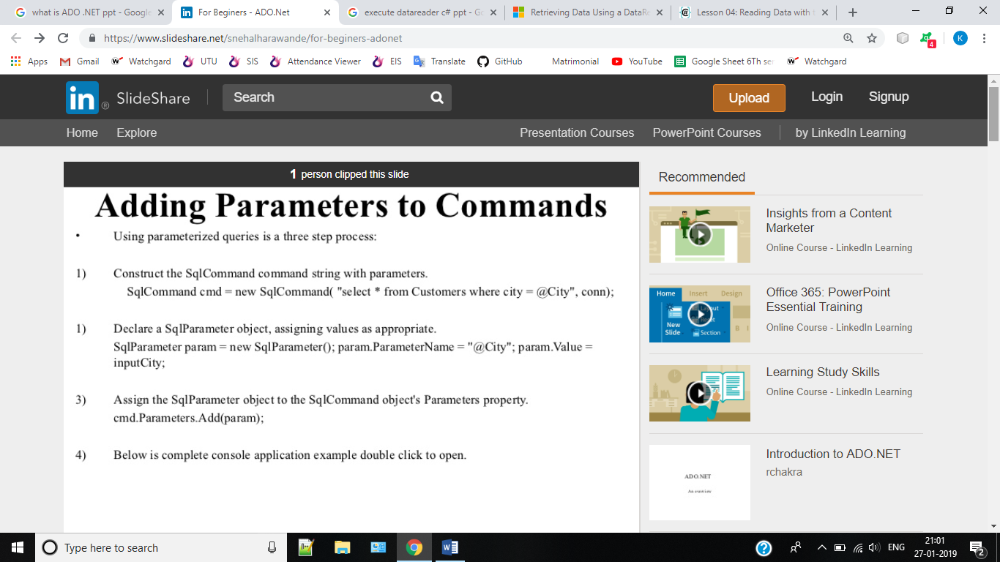 what is ADO .NET ppt - Google
For Beginers - ADO.Net
execute datareader c# ppt - Go
Retrieving Data Using a DataRe
Lesson 04: Reading Data with t
https://www.slideshare.net/snehalharawande/for-beginers-adonet
4
K
Apps
Gmail
Watchgard
UTU
SIS
Attendance Viewer
EIS
Translate
GitHub
Matrimonial
YouTube
Google Sheet 6Th ser
Watchgard
in® SlideShare
Search
Upload
Login
Signup
Home
Explore
Presentation Courses
PowerPoint Courses
by LinkedIn Learning
1 person clipped this slide
Adding Parameters to Commands
• Using parameterized queries is a three step process:
1) Construct the SqlCommand command string with parameters.
SqlCommand cmd = new SqlCommand( "select * from Customers where city = @City", conn);
1) Declare a SqlParameter object, assigning values as appropriate.
SqlParameter param = new SqlParameter(); param.ParameterName = "@City"; param.Value =
inputCity;
3) Assign the SqlParameter object to the SqlCommand object's Parameters property.
cmd.Parameters.Add(param);
4) Below is complete console application example double click to open.
Recommended
Insights from a Content
Marketer
Online Course - LinkedIn Learning
Home Insert Design
Layout
New
Slide
Section
Office 365: PowerPoint
Essential Training
Online Course - LinkedIn Learning
Learning Study Skills
Online Course - LinkedIn Learning
ADO.NET
An overview
Introduction to ADO.NET
rchakra
Type here to search
ENG
21:01
27-01-2019
2